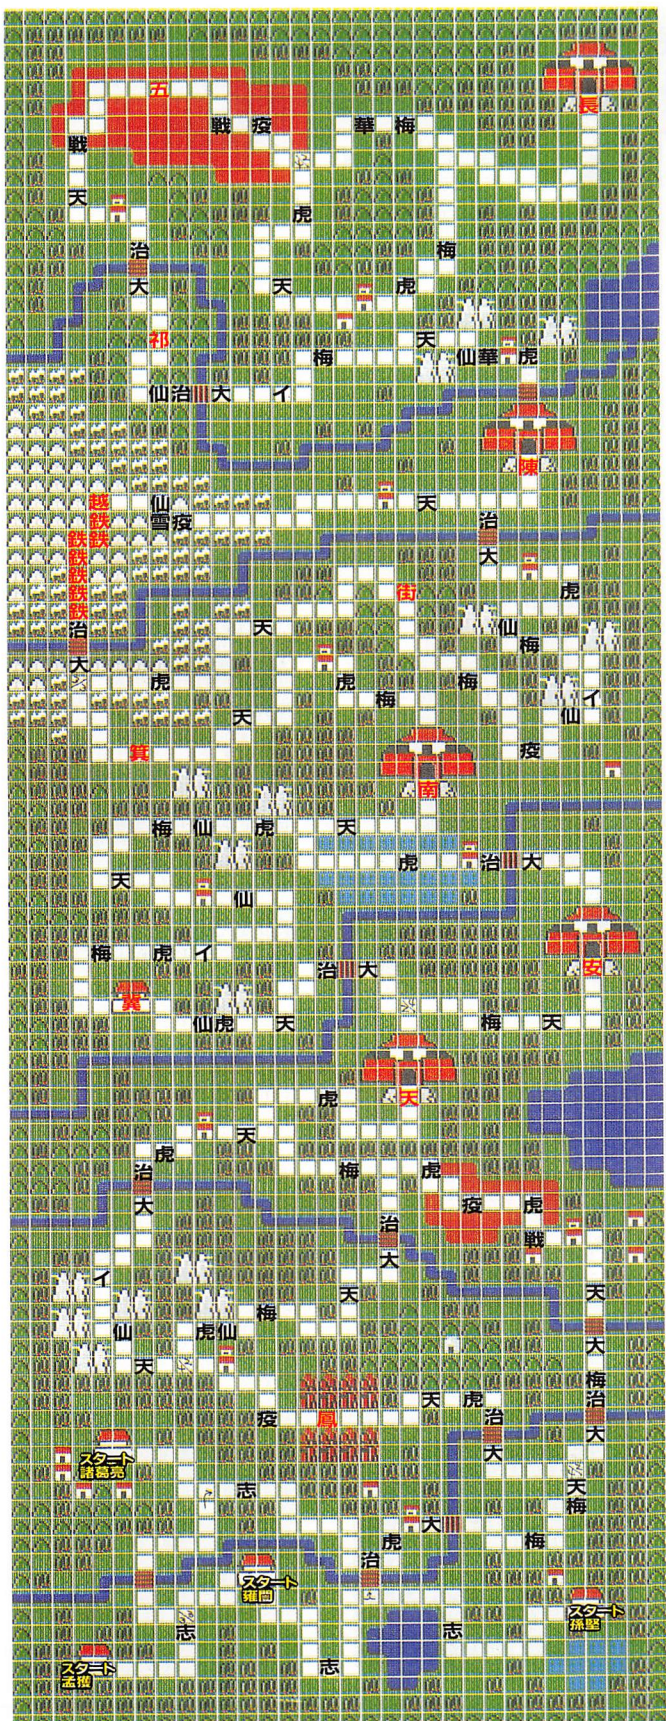 五
長
戦 疫 華 梅
戦
天
虎
治 梅
大 天 虎
祁 天
梅 仙 華 虎
仙 治 大 イ
陳
越 仙 天
鉄 雪 疫 治
鉄 鉄
鉄 大
鉄 街 虎
鉄 鉄
治 天 仙
梅
大
虎 虎 梅
梅 イ
天 仙
箕 疫
南
梅 仙 虎 天
虎 治 大
天
仙
梅 虎 イ
治 大 安
冀
仙 虎 天 梅 天
虎 天
天
虎
治 梅 虎
大 疫 虎
治
戦
大
イ 天 天
梅
仙 虎 仙
大
天
梅
天 虎 治
疫 鳳 治
大
大
スタート
諸葛亮
天
志 梅
大
虎 梅
治
スタート
雍闓
スタート
孫堅
志 志
スタート
孟獲
志